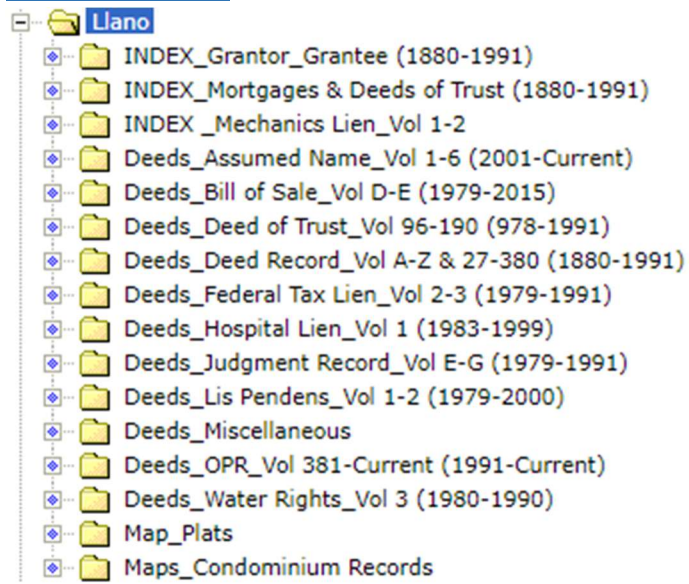 Llano
INDEX_Grantor_Grantee (1880-1991)
INDEX_Mortgages & Deeds of Trust (1880-1991)
INDEX _Mechanics Lien_Vol 1-2
Deeds_Assumed Name_Vol 1-6 (2001-Current)
Deeds_Bill of Sale_Vol D-E (1979-2015)
Deeds_Deed of Trust_Vol 96-190 (978-1991)
Deeds_Deed Record_Vol A-Z & 27-380 (1880-1991)
Deeds_Federal Tax Lien_Vol 2-3 (1979-1991)
Deeds_Hospital Lien_Vol 1 (1983-1999)
Deeds_Judgment Record_Vol E-G (1979-1991)
Deeds_Lis Pendens_Vol 1-2 (1979-2000)
Deeds_Miscellaneous
Deeds_OPR_Vol 381-Current (1991-Current)
Deeds_Water Rights_Vol 3 (1980-1990)
Map_Plats
Maps_Condominium Records